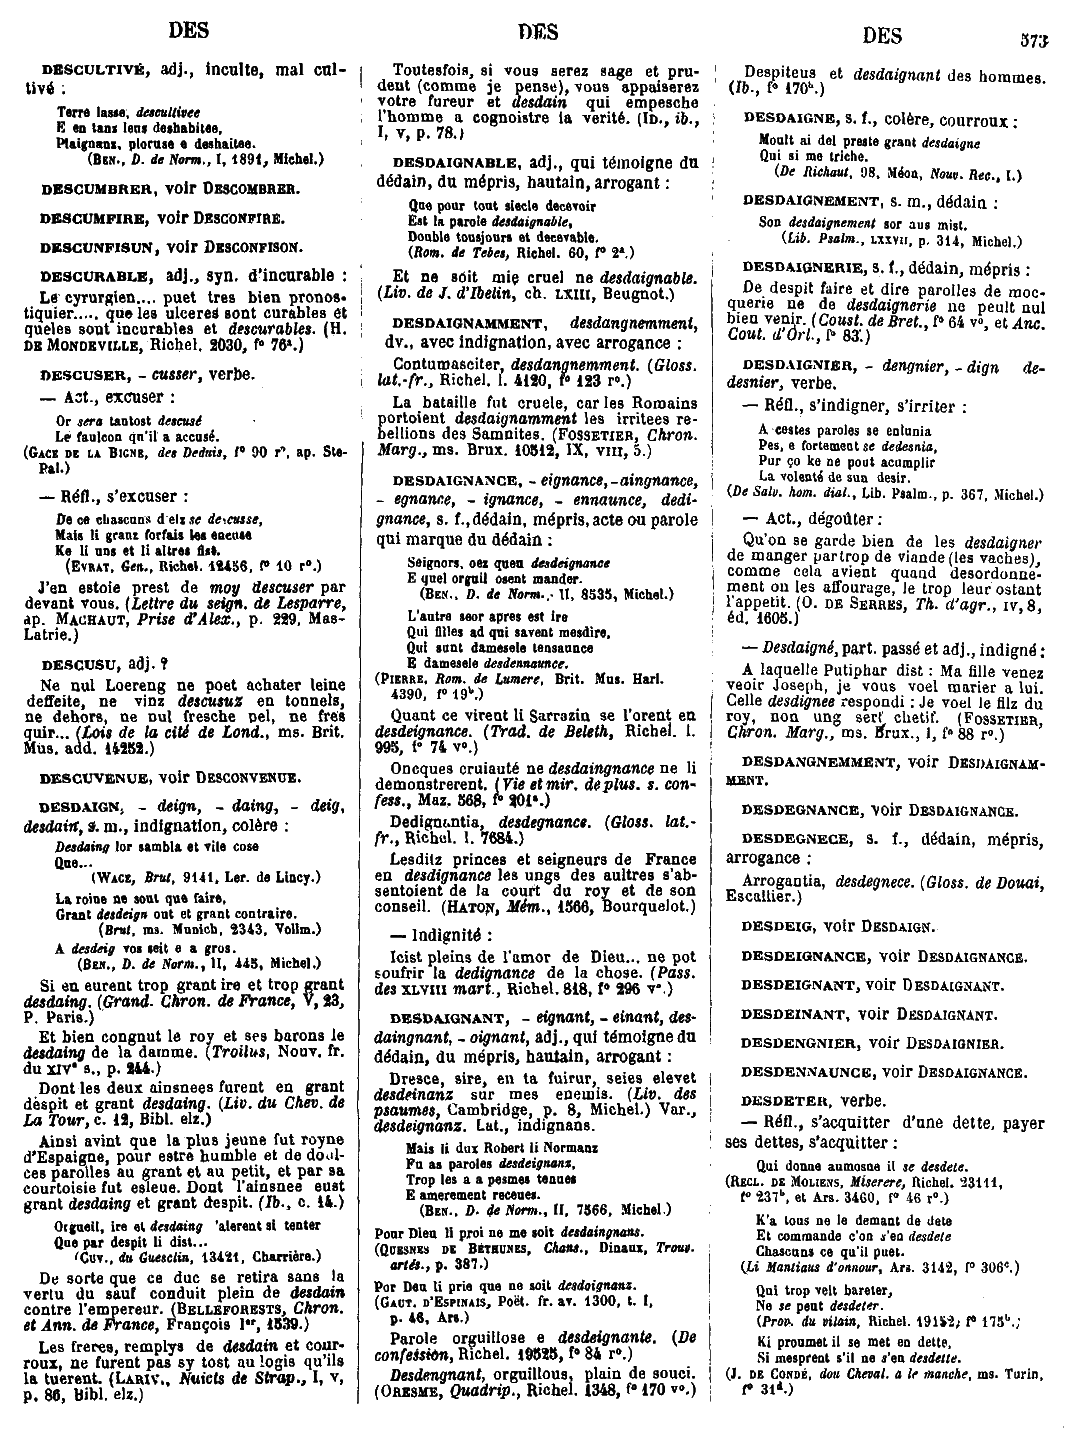 DES
DES
DES
573
DESCULTIVÉ, adj., inculte, mal cul-
tivé :
Terre lasse, descultivee
E en tans lens deshabitee,
Plaignanz, ploruse e deshaitee.
(BEN., D. de Norm., I, 1891, Michel.)
DESCUMBRER, voir DESCOMBRER.
DESCUMFIRE, voir DESCONFIRE.
DESCUNFISUN, voir DESCONFISON.
DESCURABLE, adj., syn. d'incurable :
Le cyrurgien.... puet tres bien pronos-
tiquier..... que les ulceres sont curables et
queles sont incurables et descurables. (H.
DE MONDEVILLE, Richel. 2030, f° 76ª.)
DESCUSER, - cusser, verbe.
— Act., excuser :
Or sera tantost descusé
Le faulcon qu'il a accusé.
(GACE DE LA BIGNE, des Deduis, f° 90 r°, ap. Ste-
Pal.)
— Réfl., s'excuser :
De ce chascuns d'elz se descusse,
Mais li granz forfais les encuse
Ke li uns et li altres fist.
(EVRAT, Gen., Richel. 12456, f° 10 r°.)
J'en estoie prest de moy descuser par
devant vous. (Lettre du seign. de Lesparre,
ap. MACHAUT, Prise d'Alex., p. 229, Mas-
Latrie.)
DESCUSU, adj. ?
Ne nul Loereng ne poet achater leine
deffeite, ne vinz descusuz en tonnels,
ne dehors, ne nul fresche pel, ne fres
quir... (Lois de la cité de Lond., ms. Brit.
Mus. add. 14252.)
DESCUVENUE, voir DESCONVENUE.
DESDAIGN, - deign, - daing, - deig,
desdain, s. m., indignation, colère :
Desdaing lor sambla et vile cose
Que...
(WACE, Brut, 9141, Ler. de Lincy.)
La roine ne sout que faire,
Grant desdeign out et grant contraire.
(Brut, ms. Munich, 2343, Vollm.)
A desdeig vos seit e a gros.
(BEN., D. de Norm., II, 445, Michel.)
Si en eurent trop grant ire et trop grant
desdaing. (Grand. Chron. de France, V, 23,
P. Paris.)
Et bien congnut le roy et ses barons le
desdaing de la damme. (Troilus, Nouv. fr.
du XIVᵉ s., p. 244.)
Dont les deux ainsnees furent en grant
despit et grant desdaing. (Liv. du Chev. de
La Tour, c. 12, Bibl. elz.)
Ainsi avint que la plus jeune fut royne
d'Espaigne, pour estre humble et de doul-
ces parolles au grant et au petit, et par sa
courtoisie fut esleue. Dont l'ainsnee eust
grant desdaing et grant despit. (Ib., c. 14.)
Orgueil, ire et desdaing 'alerent si tenter
Que par despit li dist...
(CUV., du Guesclin, 13421, Charrière.)
De sorte que ce duc se retira sans la
vertu du sauf conduit plein de desdain
contre l'empereur. (BELLEFORESTS, Chron.
et Ann. de France, François Iᵉʳ, 1539.)
Les freres, remplys de desdain et cour-
roux, ne furent pas sy tost au logis qu'ils
la tuerent. (LARIV., Nuicts de Strap., I, V,
p. 86, Bibl. elz.)
Toutesfois, si vous serez sage et pru-
dent (comme je pense), vous appaiserez
votre fureur et desdain qui empesche
l'homme a cognoistre la verité. (ID., ib.,
I, v, p. 78.)
DESDAIGNABLE, adj., qui témoigne du
dédain, du mépris, hautain, arrogant :
Que pour tout siecle decevoir
Est la parole desdaignable,
Double tousjours et decevable.
(Rom. de Tebes, Richel. 60, f° 2ª.)
Et ne soit mie cruel ne desdaignable.
(Liv. de J. d'Ibelin, ch. LXIII, Beugnot.)
DESDAIGNAMMENT, desdangnemment,
dv., avec indignation, avec arrogance :
Contumasciter, desdangnemment. (Gloss.
lat.-fr., Richel. l. 4120, f° 123 r°.)
La bataille fut cruele, car les Romains
portoient desdaignamment les irritees re-
bellions des Samnites. (FOSSETIER, Chron.
Marg., ms. Brux. 10512, IX, VIII, 5.)
DESDAIGNANCE, - eignance, -aingnance,
- egnance, - ignance, - ennaunce, dedi-
gnance, s. f., dédain, mépris, acte ou parole
qui marque du dédain :
Seignors, oez quen desdeignance
E quel orguil osent mander.
(BEN., D. de Norm., II, 8535, Michel.)
L'autre seor apres est ire
Qui filles ad qui savent mesdire,
Qui sunt damesele tensaunce
E damesele desdennaunce.
(PIERRE, Rom. de Lumere, Brit. Mus. Harl.
4390, f° 19ᵇ.)
Quant ce virent li Sarrazin se l'orent en
desdeignance. (Trad. de Beleth, Richel. l.
995, f° 74 v°.)
Oncques cruiauté ne desdaingnance ne li
demonstrerent. (Vie et mir. de plus. s. con-
fess., Maz. 568, f° 201ª.)
Dedignantia, desdegnance. (Gloss. lat.-
fr., Richel. l. 7684.)
Lesditz princes et seigneurs de France
en desdignance les ungs des aultres s'ab-
sentoient de la court du roy et de son
conseil. (HATON, Mém., 1566, Bourquelot.)
— Indignité :
Icist pleins de l'amor de Dieu... ne pot
soufrir la dedignance de la chose. (Pass.
des XLVIII mart., Richel. 818, f° 296 v°.)
DESDAIGNANT, - eignant, - einant, des-
daingnant, - oignant, adj., qui témoigne du
dédain, du mépris, hautain, arrogant :
Dresce, sire, en ta fuirur, seies elevet
desdeinanz sur mes enemis. (Liv. des
psaumes, Cambridge, p. 8, Michel.) Var.,
desdeignanz. Lat., indignans.
Mais li dux Robert li Normanz
Fu as paroles desdeignanz,
Trop les a a pesmes tenues
E amerement receues.
(BEN., D. de Norm., II, 7566, Michel.)
Pour Dieu li proi ne me soit desdaingnans.
(QUESNES DE BETHUNES, Chans., Dinaux, Trouv.
artés., p. 387.)
Por Deu li prie que ne soit desdoignanz.
(GAUT. D'ESPINAIS, Poët. fr. av. 1300, t. I,
p. 46, Ars.)
Parole orguillose e desdeignante. (De
confession, Richel. 19525, f° 84 r°.)
Desdengnant, orguillous, plain de souci.
(ORESME, Quadrip., Richel. 1348, f° 170 v°.)
Despiteus et desdaignant des hommes.
(Ib., f° 170ᵇ.)
DESDAIGNE, s. f., colère, courroux :
Moult ai del preste grant desdaigne
Qui si me triche.
(De Richaut, 98, Méon, Nouv. Rec., I.)
DESDAIGNEMENT, s. m., dédain :
Son desdaignement sor aus mist.
(Lib. Psalm., LXXVII, p. 314, Michel.)
DESDAIGNERIE, s. f., dédain, mépris :
De despit faire et dire parolles de moc-
querie ne de desdaignerie ne peult nul
bien venir. (Coust. de Bret., f° 64 v°, et Anc.
Cout. d'Orl., f° 83.)
DESDAIGNIER, - dengnier, - dign de-
desnier, verbe.
— Réfl., s'indigner, s'irriter :
A cestes paroles se enlunia
Pes, e fortement se dedesnia,
Pur ço ke ne pout acumplir
La volenté de sun desir.
(De Salv. hom. dial., Lib. Psalm., p. 367, Michel.)
— Act., dégoûter :
Qu'on se garde bien de les desdaigner
de manger par trop de viande (les vaches),
comme cela avient quand desordonne-
ment on les affourage, le trop leur ostant
l'appetit. (O. DE SERRES, Th. d'agr., IV, 8,
éd. 1605.)
— Desdaigné, part. passé et adj., indigné :
A laquelle Putiphar dist : Ma fille venez
veoir Joseph, je vous voel marier a lui.
Celle desdignee respondi : Je voel le filz du
roy, non ung serf chetif. (FOSSETIER,
Chron. Marg., ms. Brux., I, f° 88 r°.)
DESDANGNEMMENT, voir DESDAIGNAM-
MENT.
DESDEGNANCE, voir DESDAIGNANCE.
DESDEGNECE, s. f., dédain, mépris,
arrogance :
Arrogantia, desdegnece. (Gloss. de Douai,
Escallier.)
DESDEIG, voir DESDAIGN.
DESDEIGNANCE, voir DESDAIGNANCE.
DESDEIGNANT, voir DESDAIGNANT.
DESDEINANT, voir DESDAIGNANT.
DESDENGNIER, voir DESDAIGNIER.
DESDENNAUNCE, voir DESDAIGNANCE.
DESDETER, verbe.
— Réfl., s'acquitter d'une dette, payer
ses dettes, s'acquitter :
Qui donne aumosne il se desdete.
(RECL. DE MOLIENS, Miserere, Richel. 23111,
f° 237ᵇ, et Ars. 3460, f° 46 r°.)
K'a tous ne le demant de dete
Et commande c'on s'en desdete
Chascuns ce qu'il puet.
(Li Mantiaus d'onnour, Ars. 3142, f° 306ᶜ.)
Qui trop velt bareter,
Ne se peut desdeter.
(Prov. du vilain, Richel. 19152, f° 175ᵇ.;
Ki proumet il se met en dette,
Si mesprent s'il ne s'en desdette.
(J. DE CONDÉ, dou Cheval. a le manche, ms. Turin,
f° 31ᵈ.)